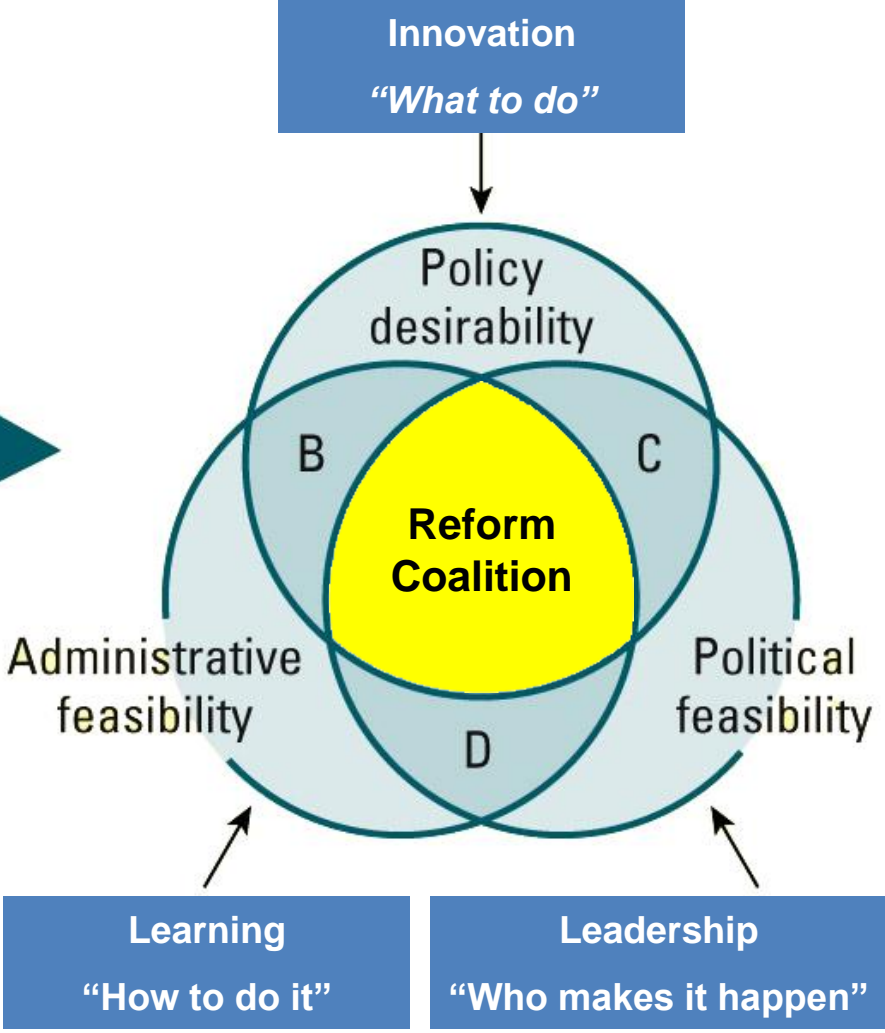 Innovation
“What to do”
Policy
desirability
B
C
Reform
Coalition
Administrative
feasibility
Political
feasibility
D
Learning
“How to do it”
Leadership
“Who makes it happen”